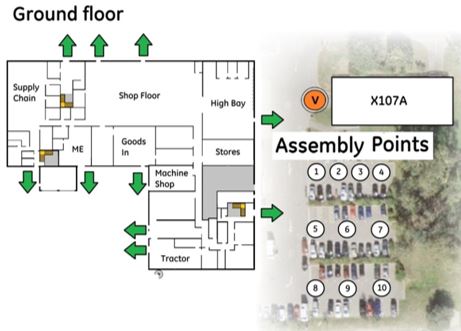 Ground floor
Supply
Chain
Shop Floor
High Bay
V
X107A
ME
Goods
In
Stores
Assembly Points
Machine
Shop
1 2 3 4
5 6 7
Tractor
8 9 10